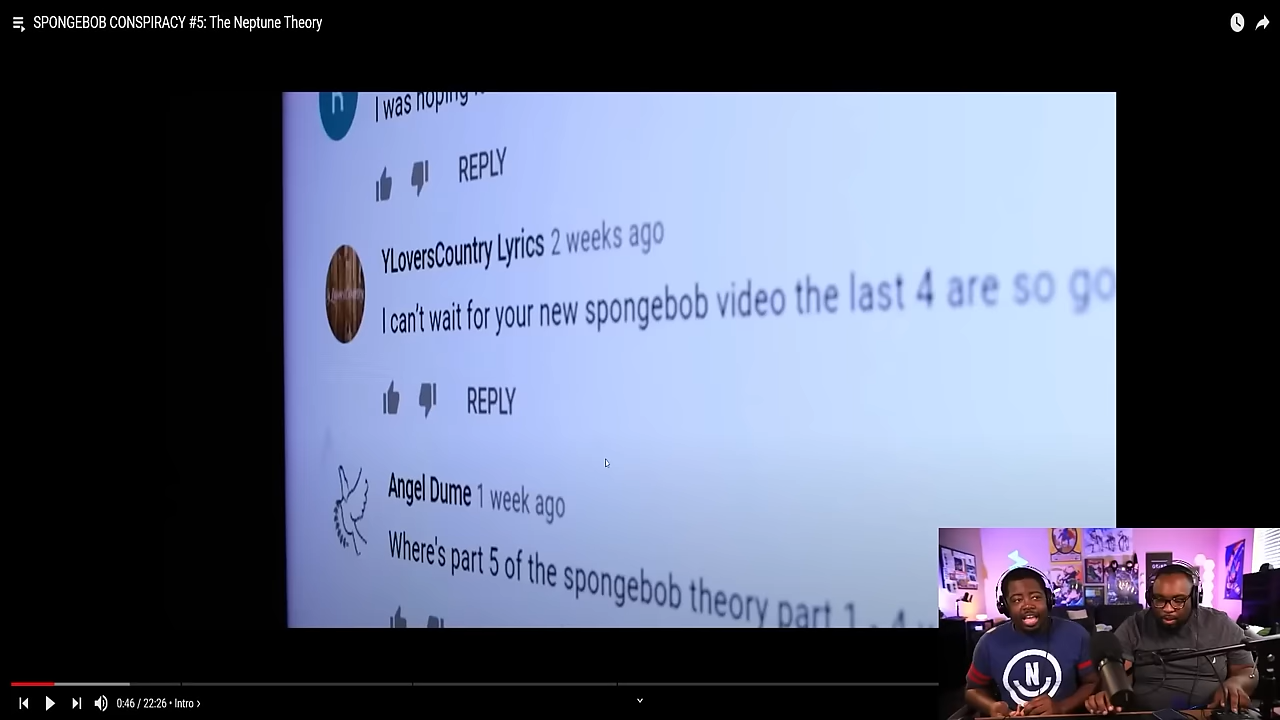 SPONGEBOB CONSPIRACY #5: The Neptune Theory
I was hoping
REPLY
YLoversCountry Lyrics 2 weeks ago
I can't wait for your new spongebob video the last 4 are so go
REPLY
Angel Dume 1 week ago
Where's part 5 of the spongebob theory part 1 - 4
N
0:46 / 22:26 • Intro ›